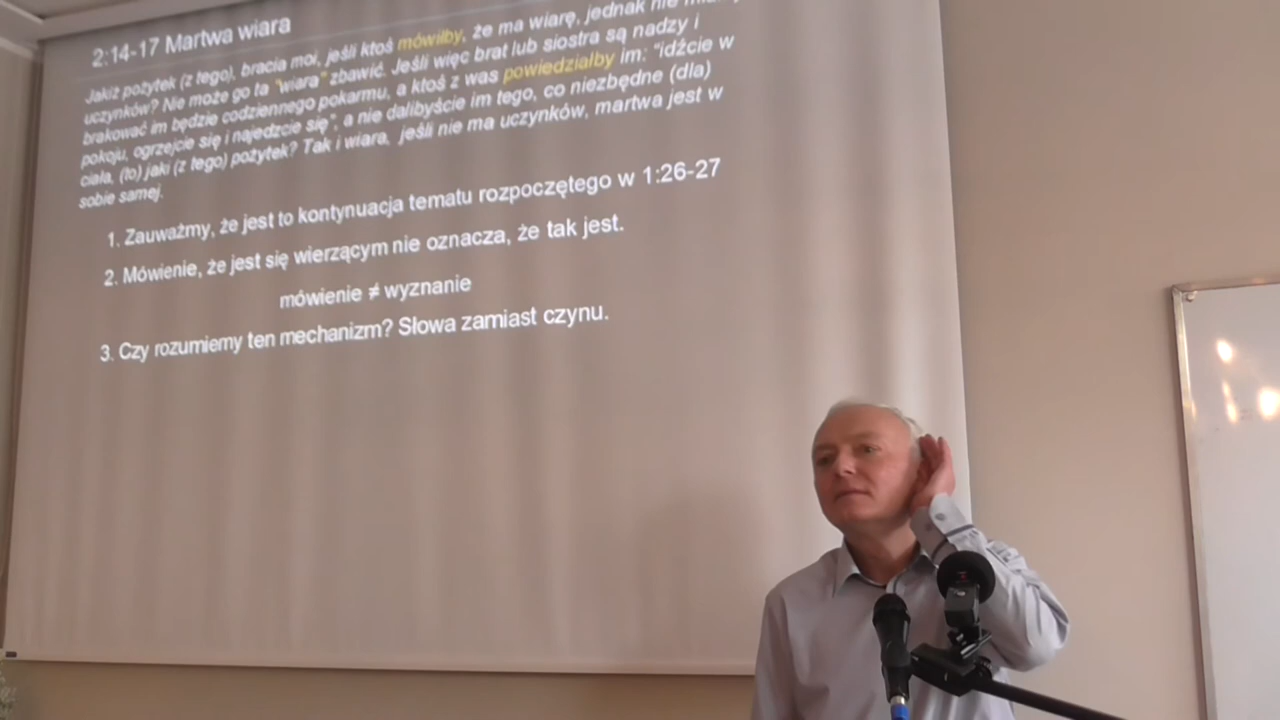 2:14-17 Martwa wiara
Jakiż pożytek (z tego), bracia moi, jeśli ktoś mówiłby, że ma wiarę, jednak nie
uczynków? Nie może go ta "wiara" zbawić. Jeśli więc brat lub siostra są nadzy i
brakować im będzie codziennego pokarmu, a ktoś z was powiedziałby im: "idźcie w
pokoju, ogrzejcie się i najedzcie się", a nie dalibyście im tego, co niezbędne (dla)
ciała, (to) jaki (z tego) pożytek? Tak i wiara, jeśli nie ma uczynków, martwa jest w
sobie samej.
1. Zauważmy, że jest to kontynuacja tematu rozpoczętego w 1:26-27
2. Mówienie, że jest się wierzącym nie oznacza, że tak jest.
mówienie ≠ wyznanie
3. Czy rozumiemy ten mechanizm? Słowa zamiast czynu.